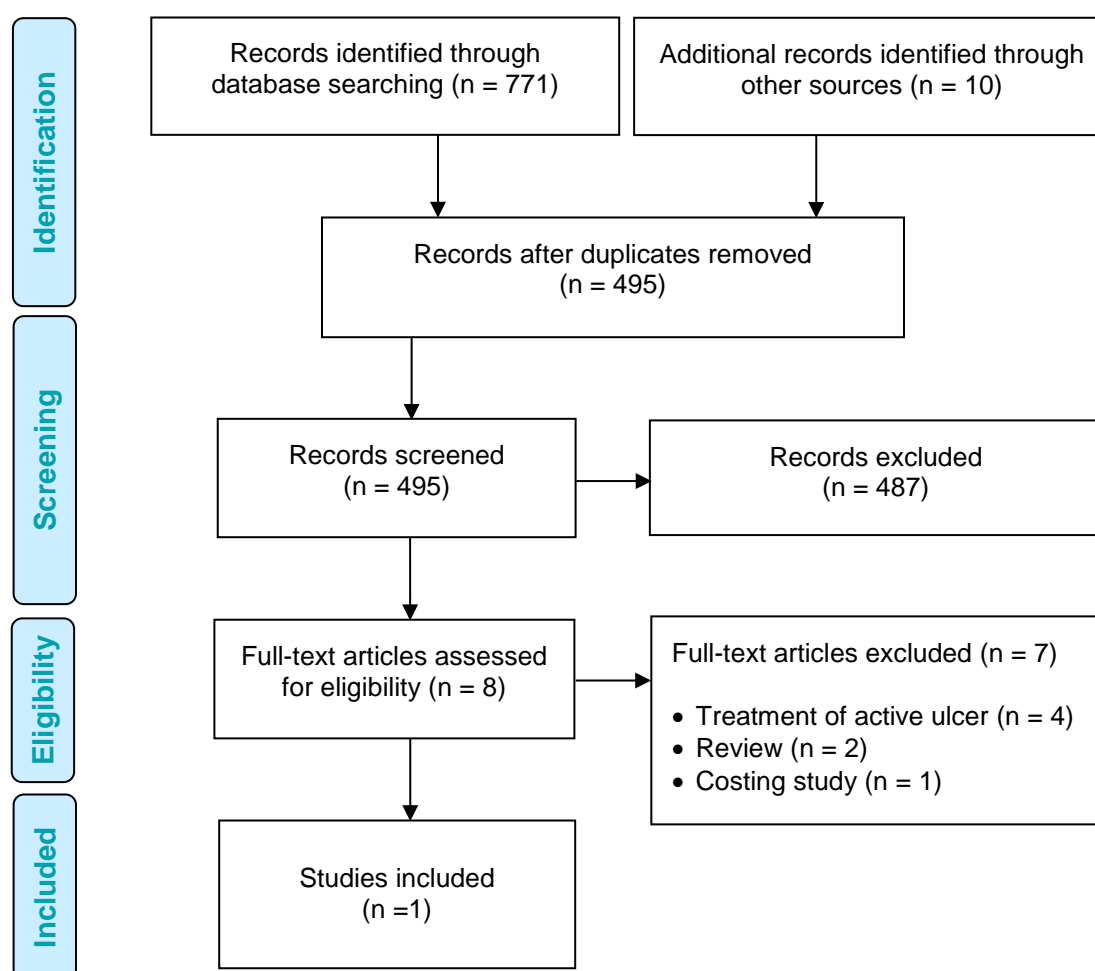 Identification
Records identified through
database searching (n = 771)
Additional records identified through
other sources (n = 10)
Records after duplicates removed
(n = 495)
Screening
Records screened
(n = 495)
Records excluded
(n = 487)
Eligibility
Full-text articles assessed
for eligibility (n = 8)
Full-text articles excluded (n = 7)
• Treatment of active ulcer (n = 4)
• Review (n = 2)
• Costing study (n = 1)
Included
Studies included
(n =1)